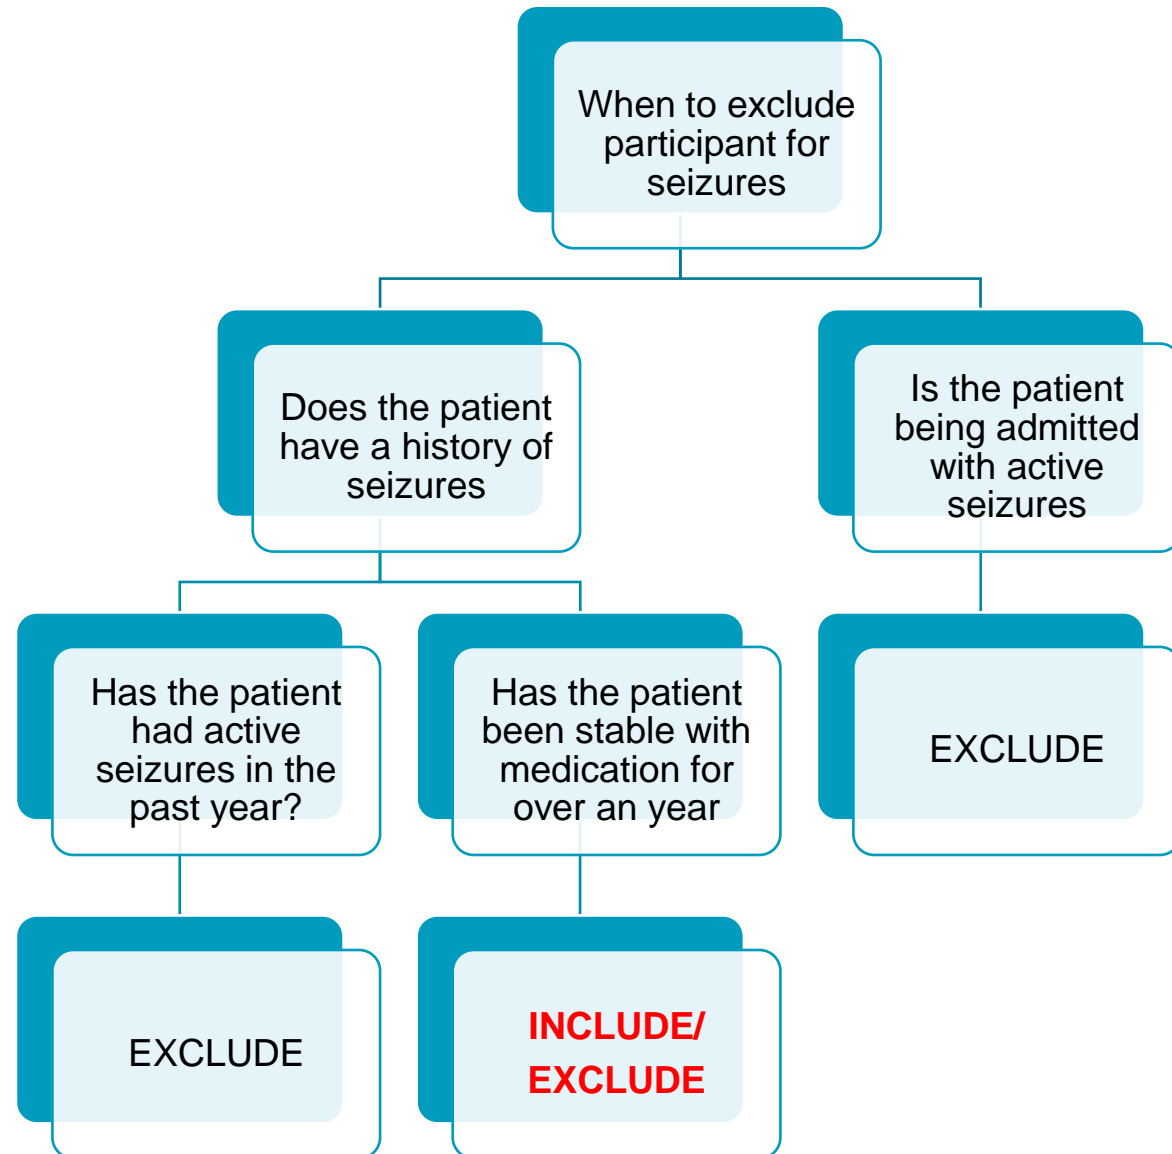 When to exclude
participant for
seizures
Does the patient
have a history of
seizures
Is the patient
being admitted
with active
seizures
Has the patient
had active
seizures in the
past year?
Has the patient
been stable with
medication for
over an year
EXCLUDE
EXCLUDE
INCLUDE/
EXCLUDE